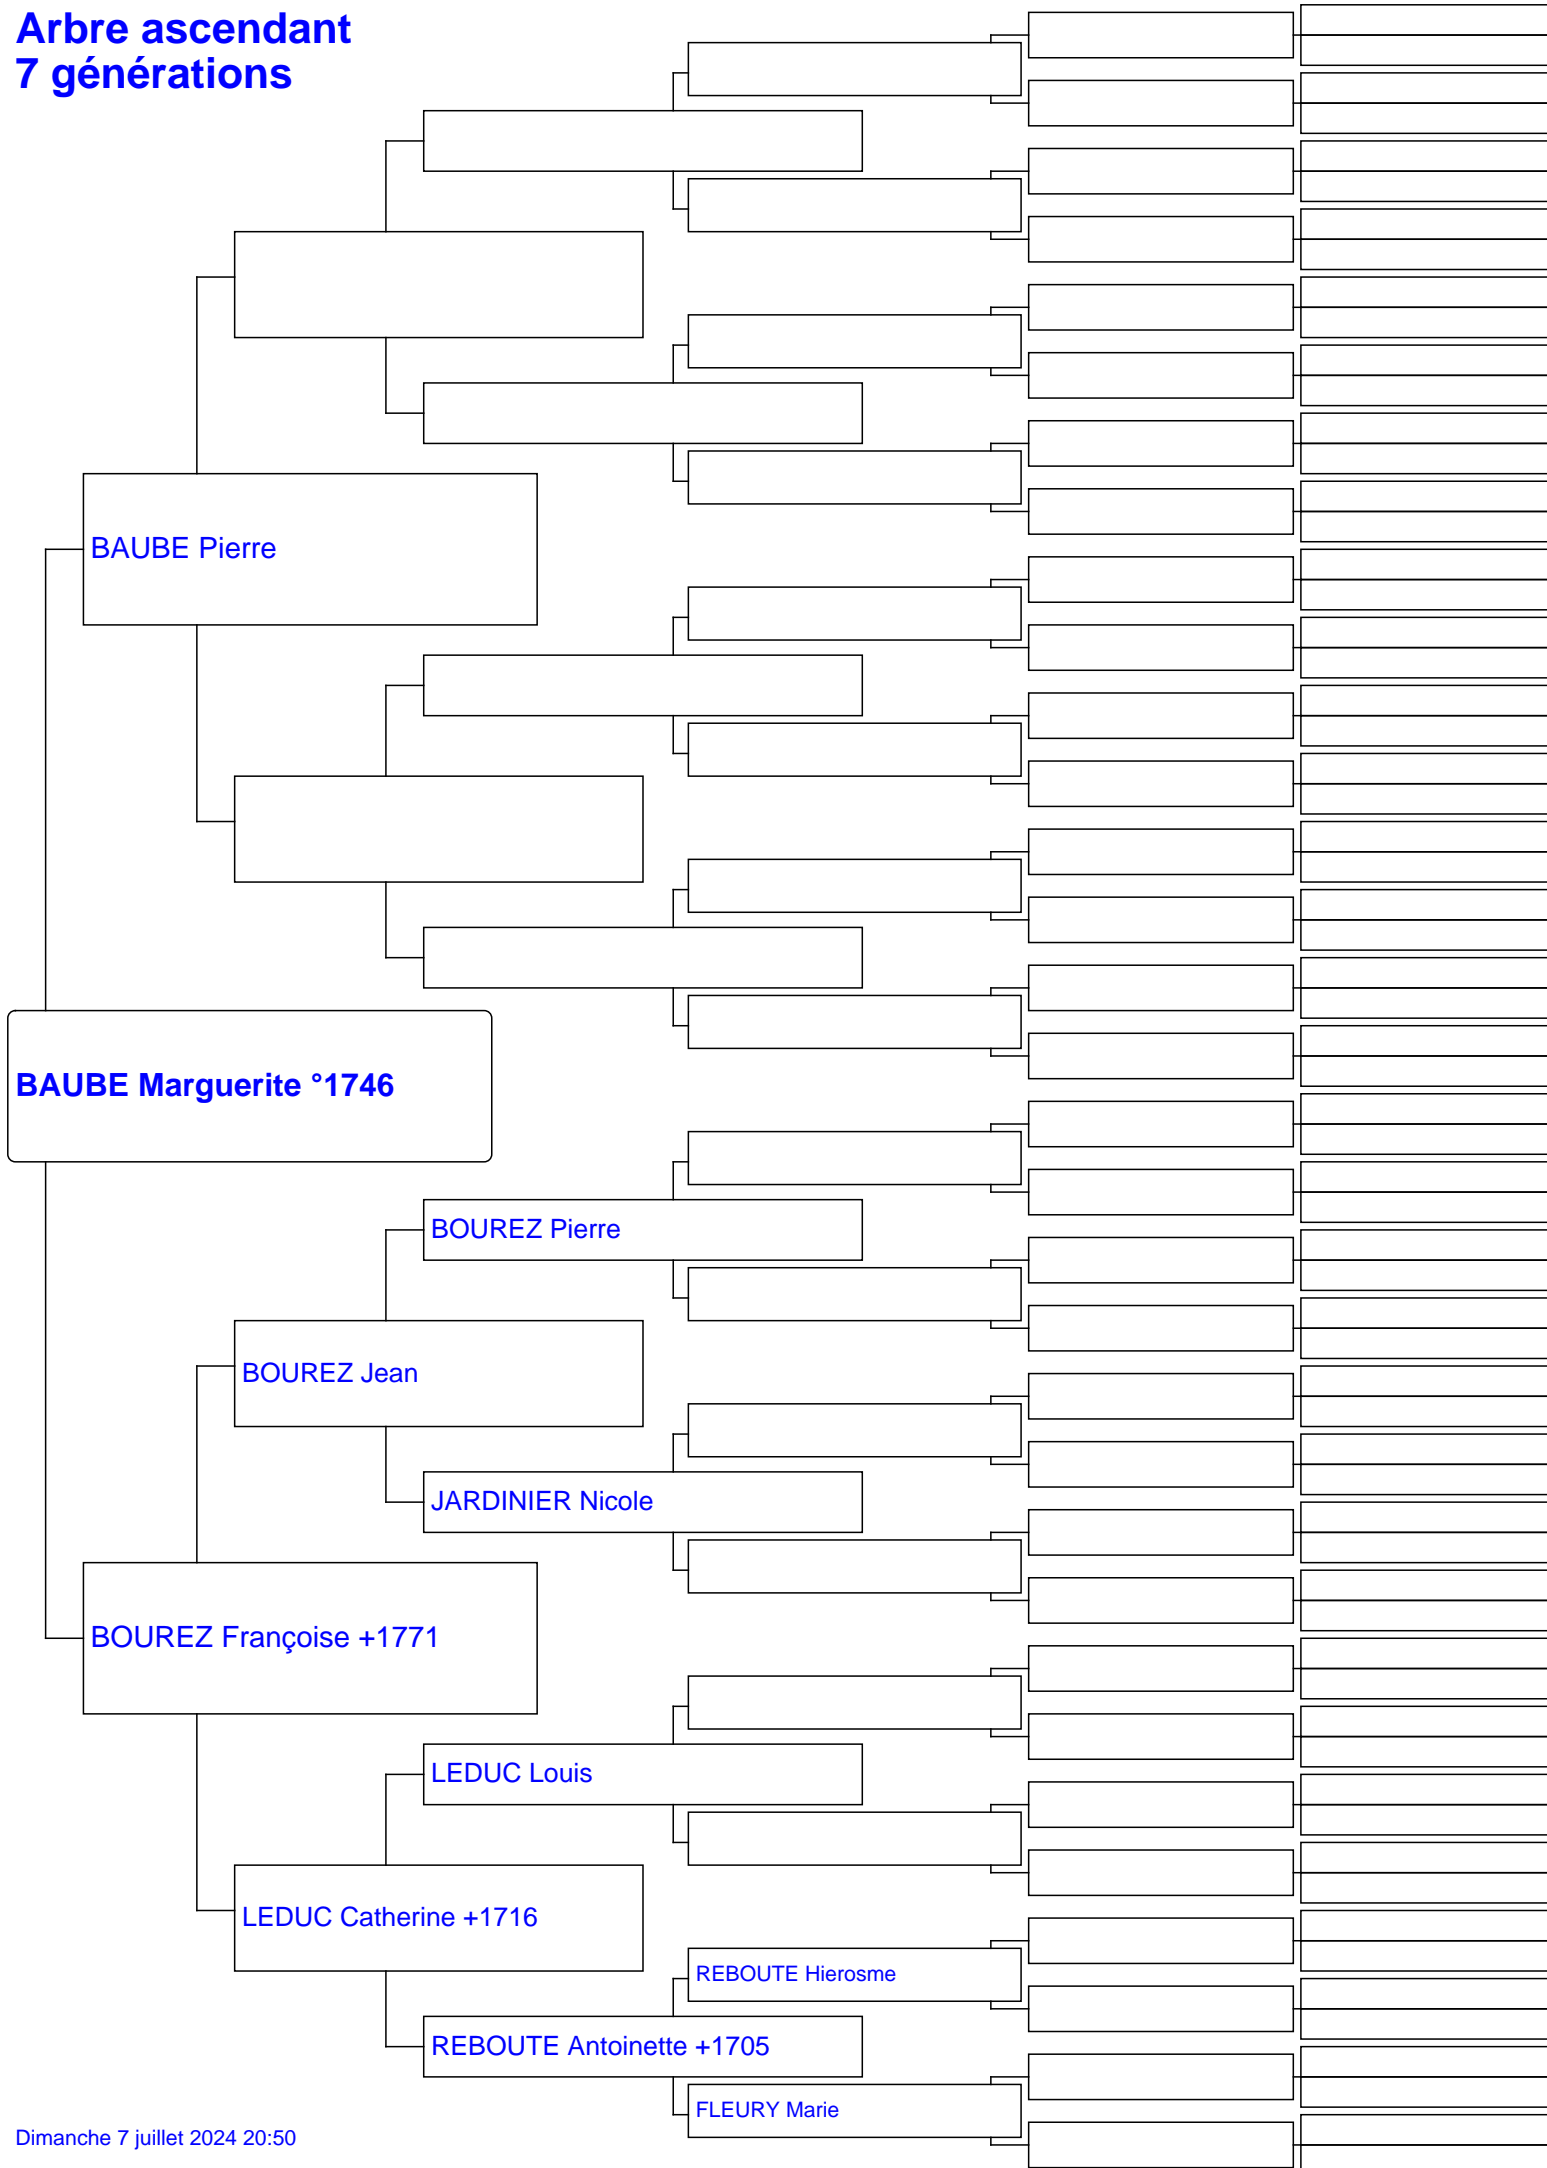 Arbre ascendant
7 générations
BAUBE Pierre
BAUBE Marguerite °1746
BOUREZ Pierre
BOUREZ Jean
JARDINIER Nicole
BOUREZ Françoise +1771
LEDUC Louis
LEDUC Catherine +1716
REBOUTE Hierosme
REBOUTE Antoinette +1705
FLEURY Marie
Dimanche 7 juillet 2024 20:50